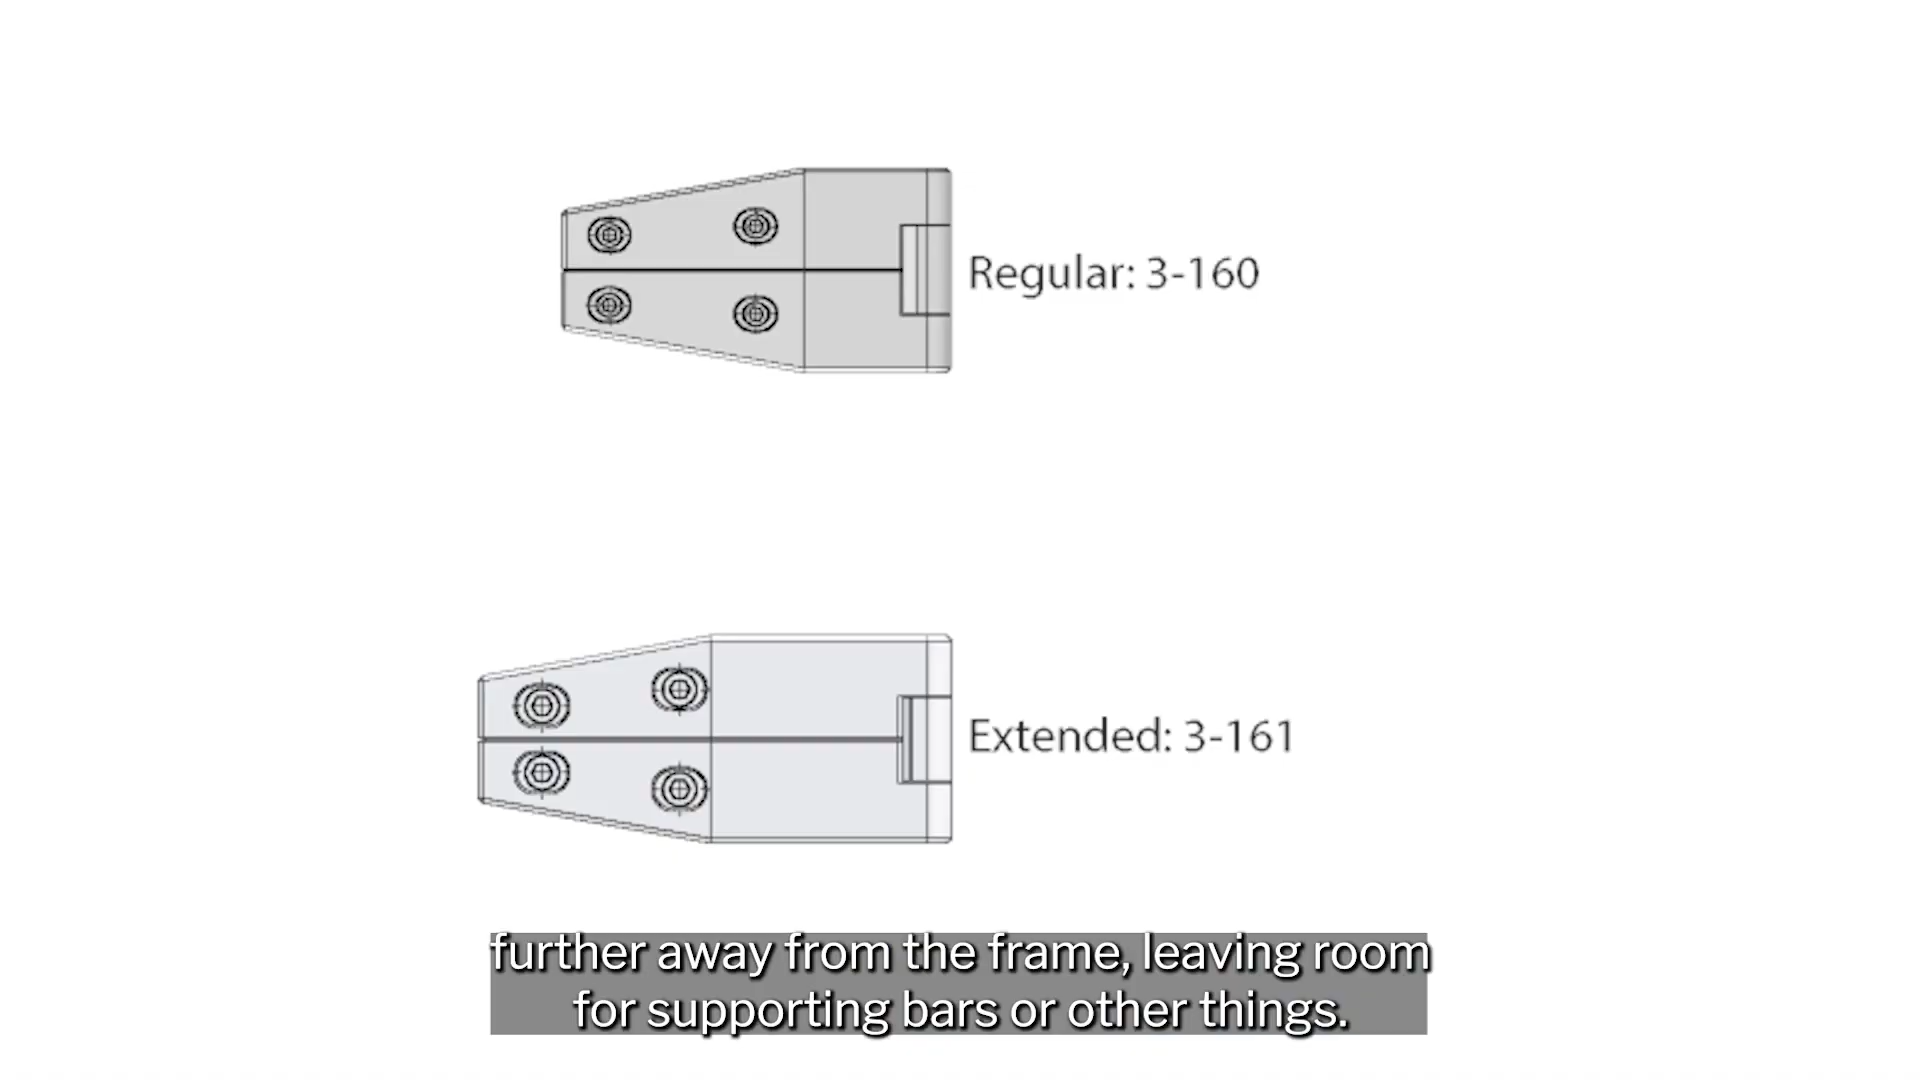 Regular: 3-160
Extended: 3-161
further away from the frame, leaving room
for supporting bars or other things.